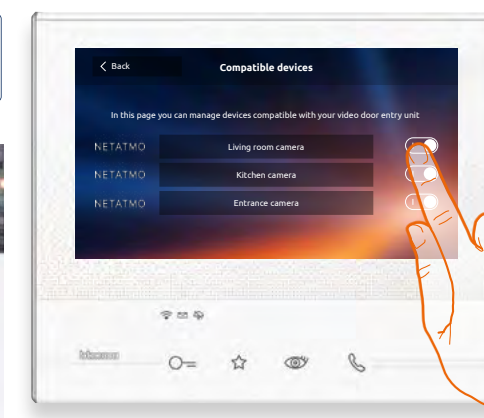 Back
Compatible devices
In this page you can manage devices compatible with your video door entry unit
NETATMO Living room camera
NETATMO Kitchen camera
NETATMO Entrance camera
bticino